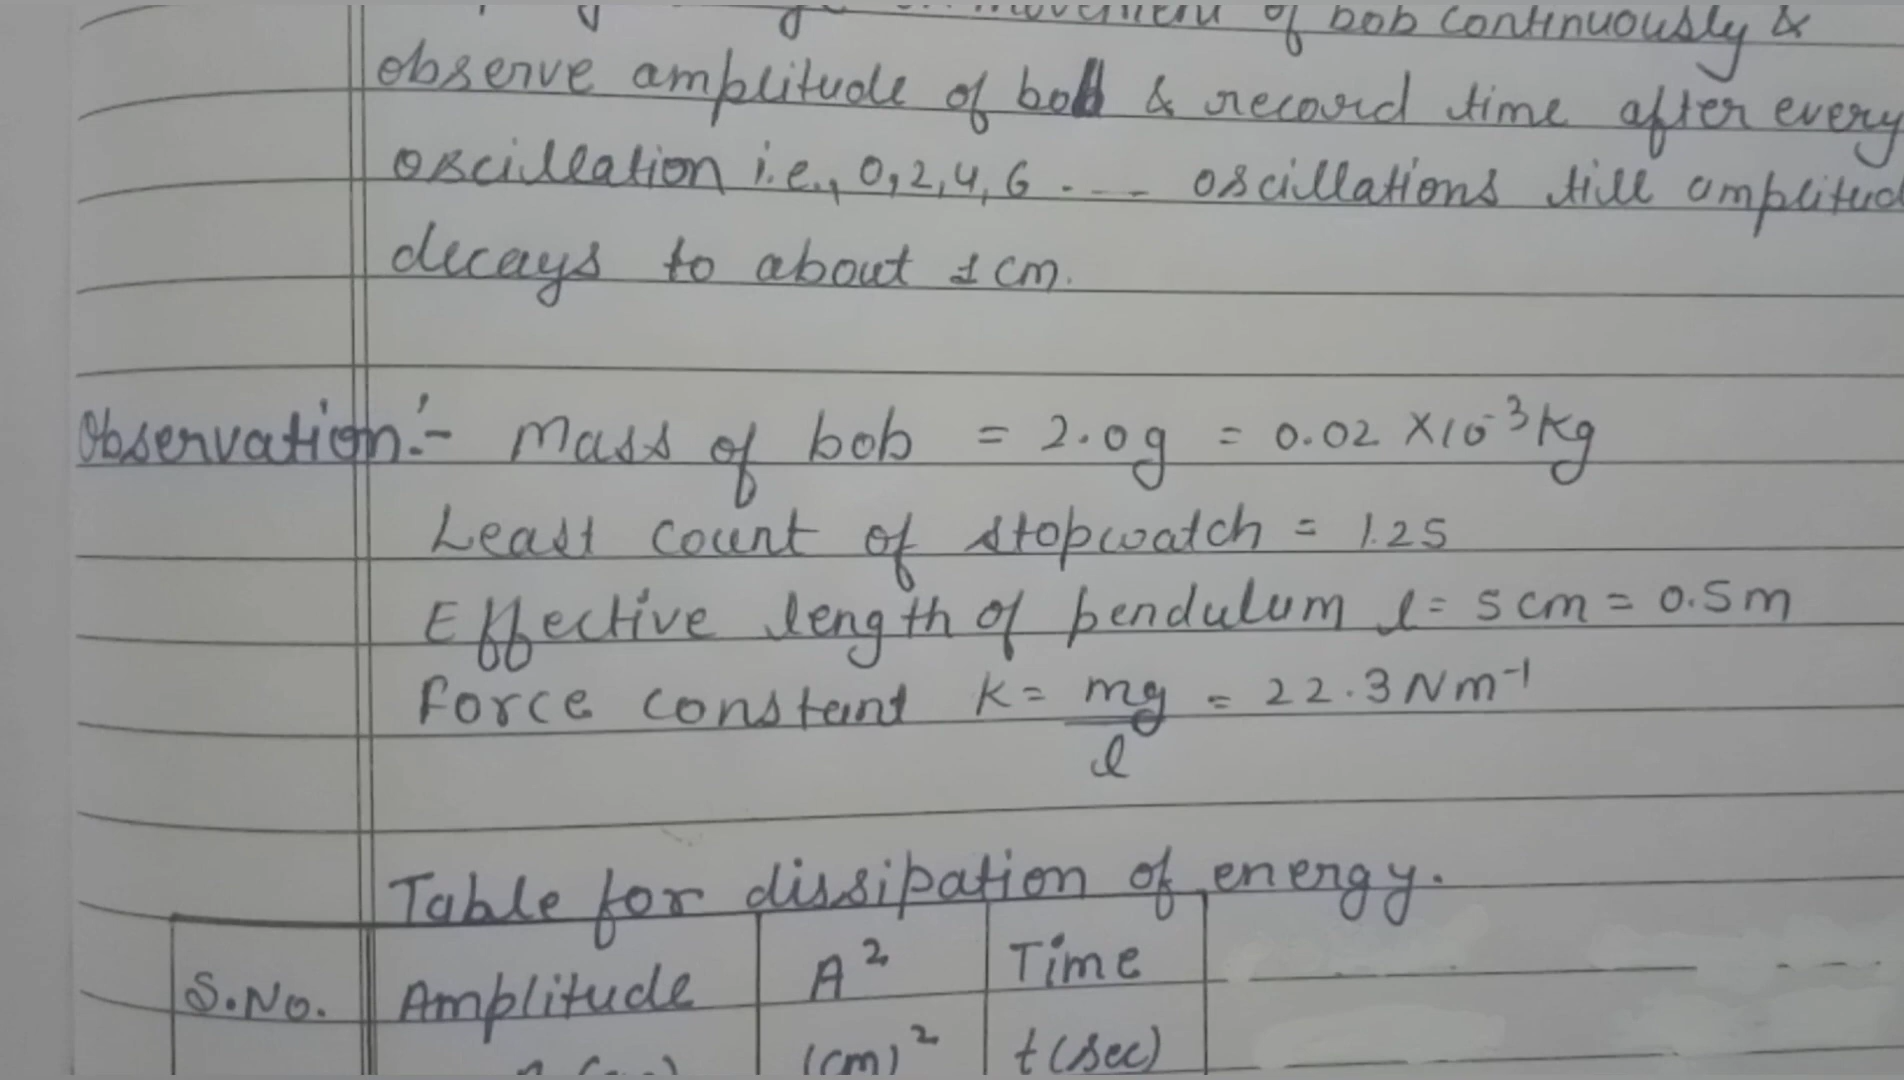 movement of bob continuously &
observe amplitude of bob & record time after every
oscillation i.e., 0,2,4,6 .... oscillations till amplitud
decays to about 1 cm.
Observation:- Mass of bob = 2.0g = 0.02 X10⁻³kg
Least count of stopwatch = 1.2S
Effective length of pendulum l = 5 cm = 0.5m
Force constant K = mg/l = 22.3 Nm⁻¹
Table for dissipation of energy.
S.No. Amplitude A² Time
(cm)² t(sec)